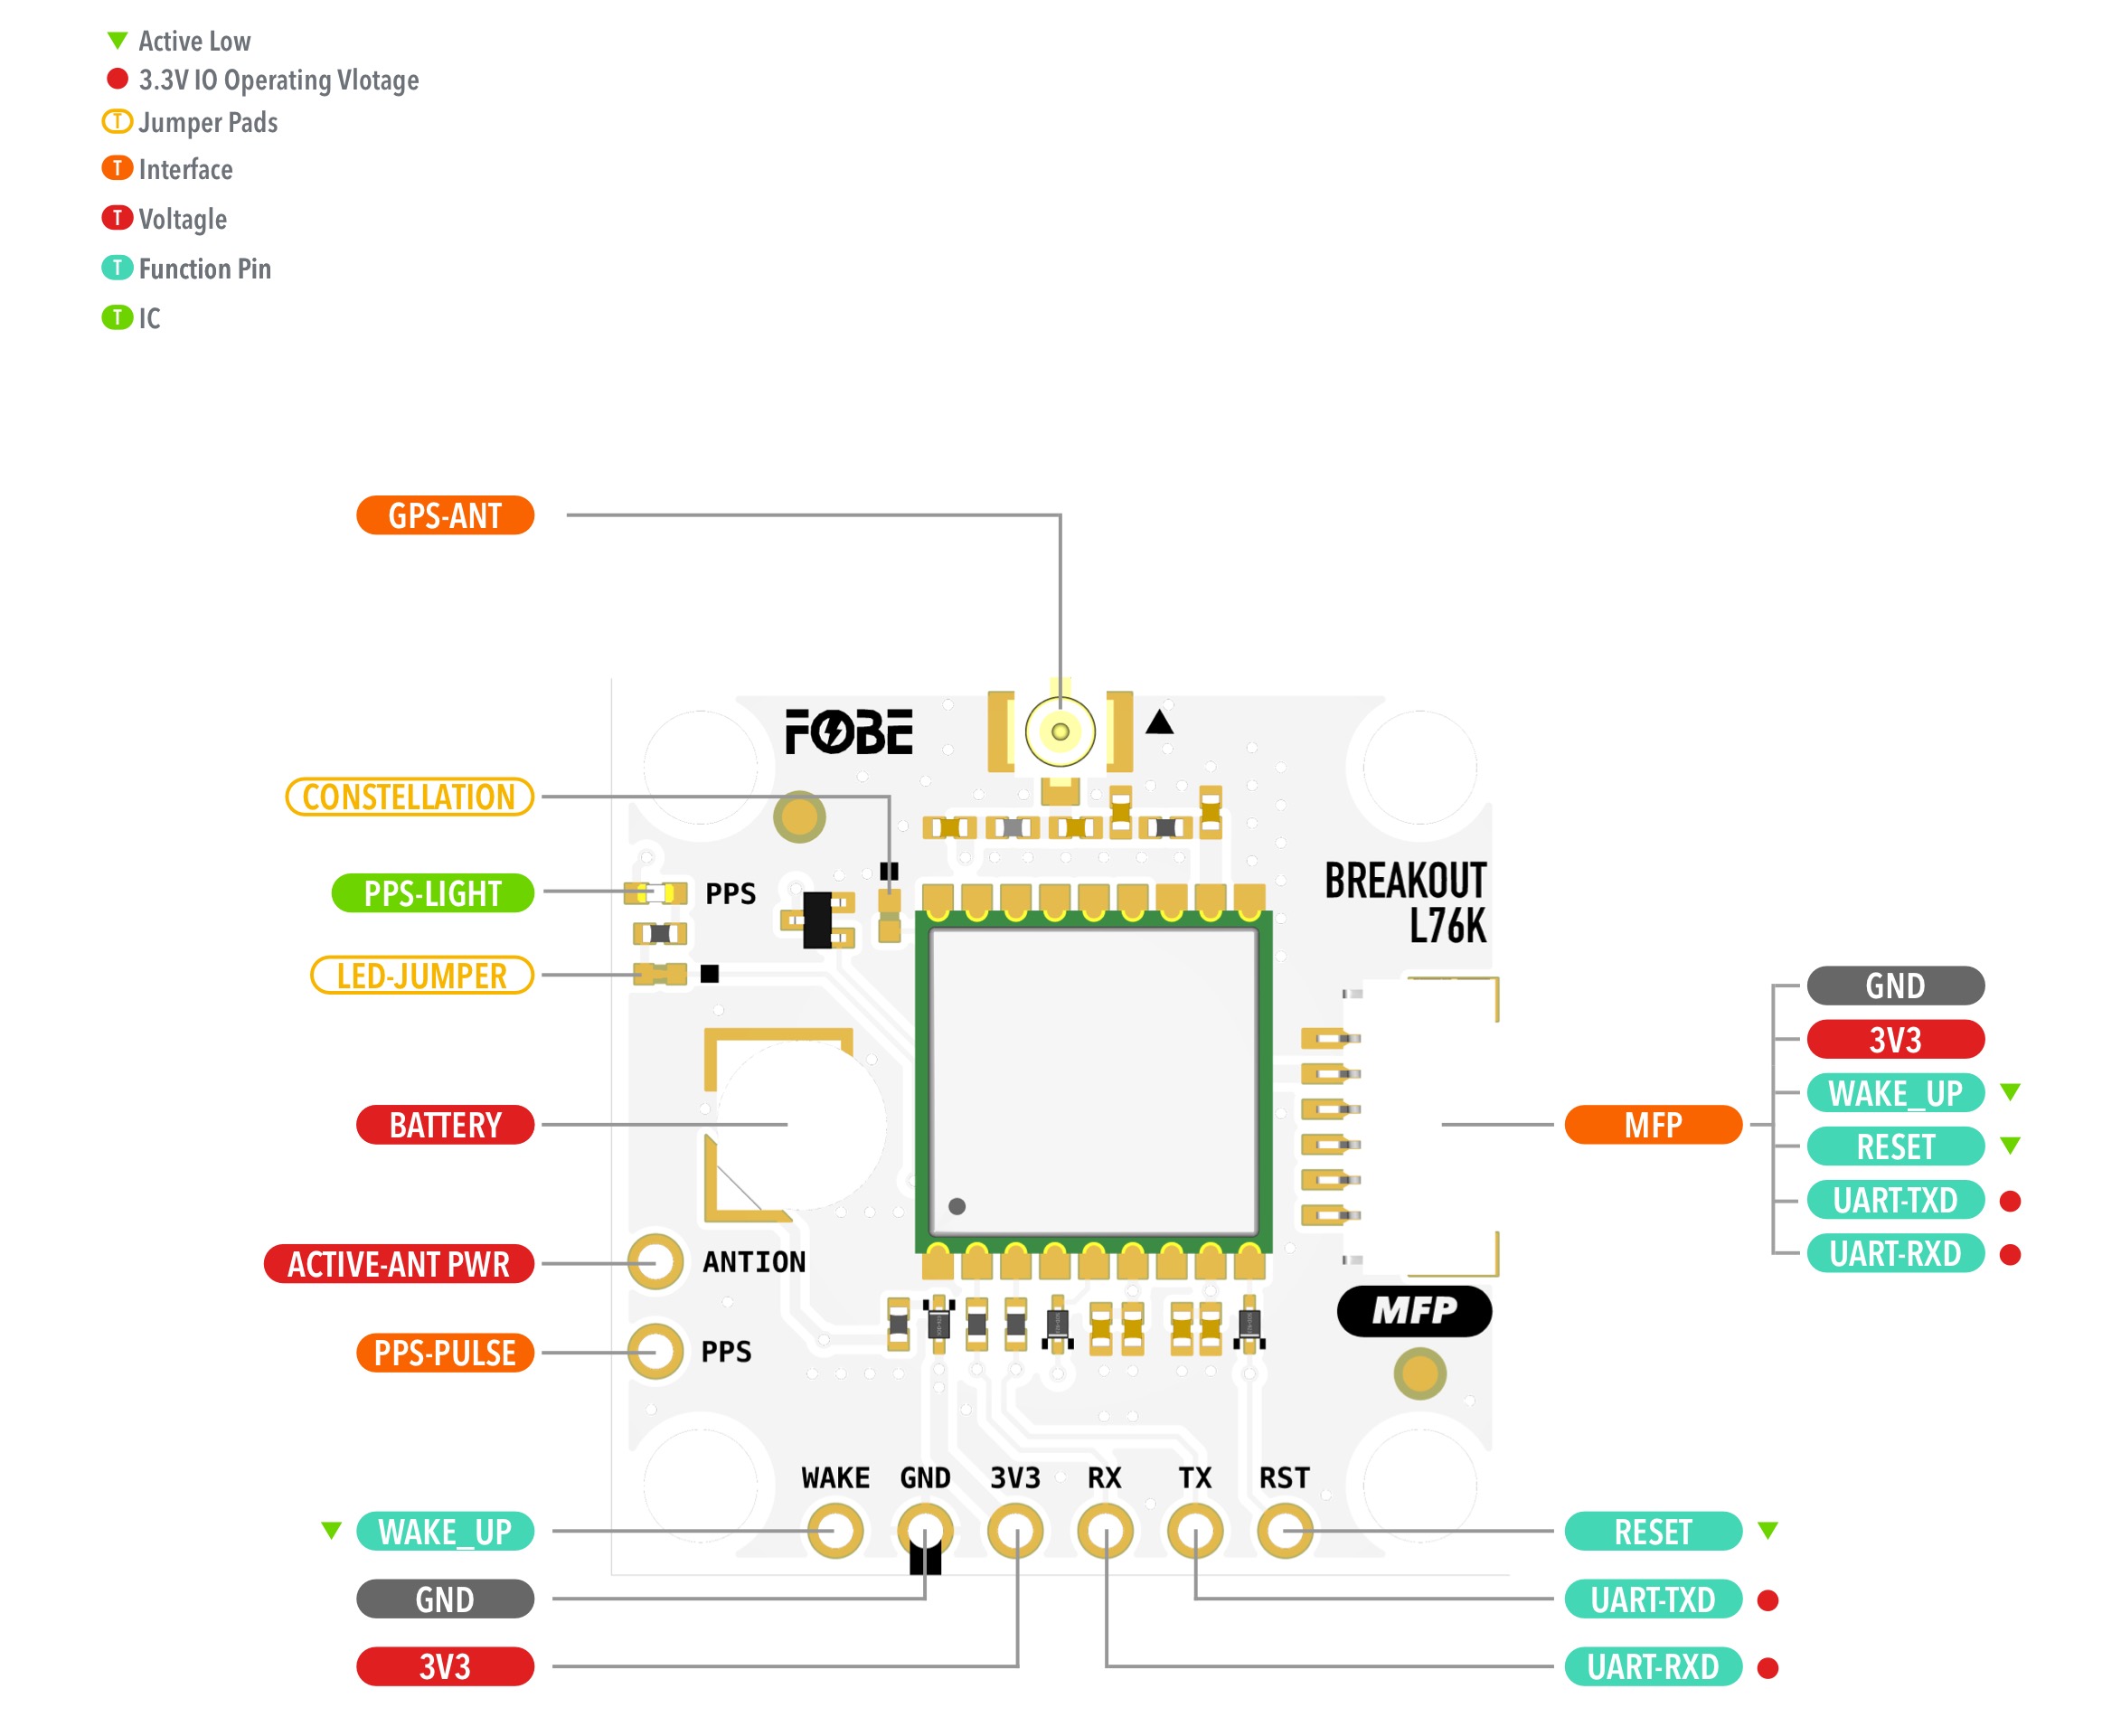 Active Low
3.3V IO Operating Vlotage
T Jumper Pads
T Interface
T Voltagle
T Function Pin
T IC
GPS-ANT
FOBE
CONSTELLATION
PPS-LIGHT
PPS
BREAKOUT
L76K
LED-JUMPER
GND
3V3
WAKE_UP
RESET
UART-TXD
UART-RXD
BATTERY
MFP
ACTIVE-ANT PWR
ANTION
MFP
PPS-PULSE
PPS
WAKE GND 3V3 RX TX RST
WAKE_UP
GND
3V3
RESET
UART-TXD
UART-RXD